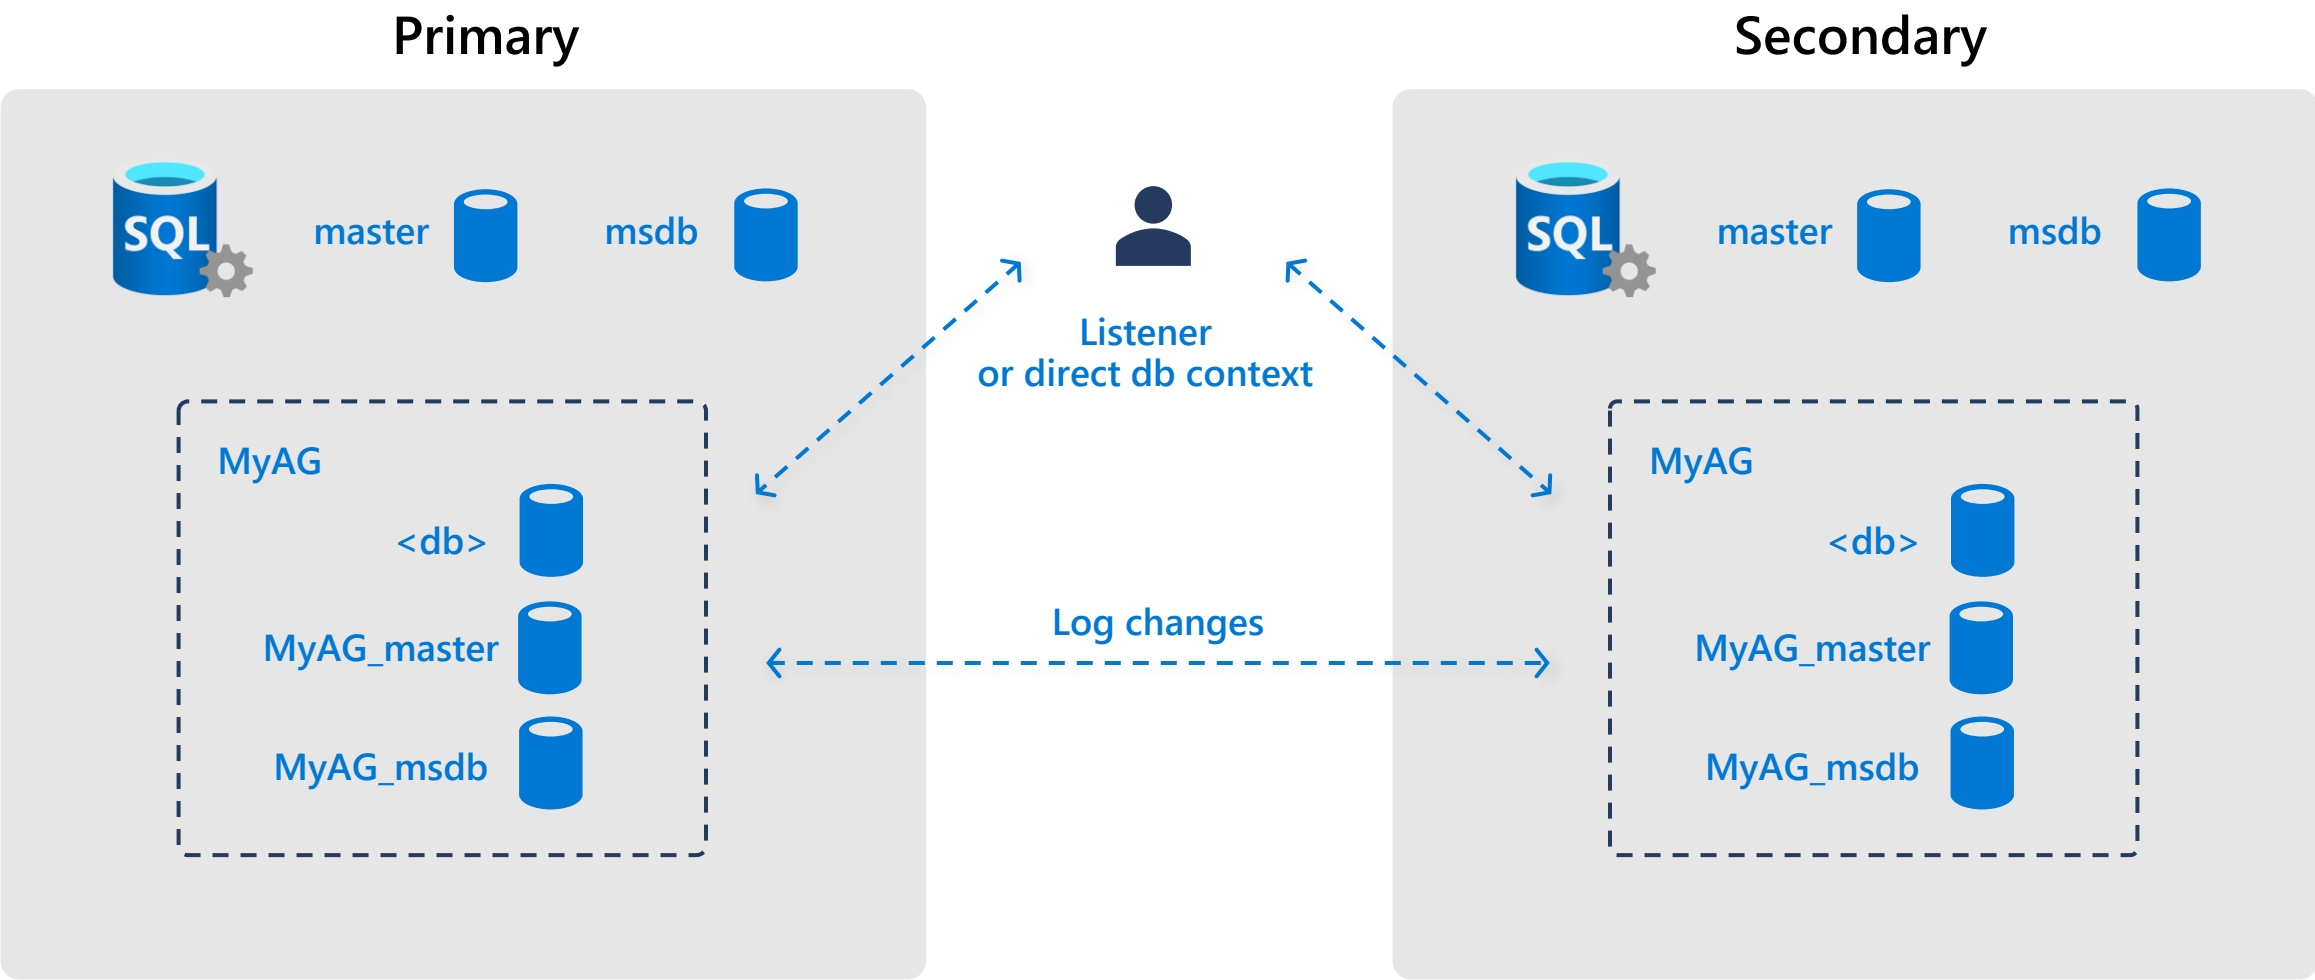 Primary
Secondary
SQL
master
msdb
Listener
or direct db context
SQL
master
msdb
MyAG
<db>
MyAG_master
MyAG_msdb
Log changes
MyAG
<db>
MyAG_master
MyAG_msdb